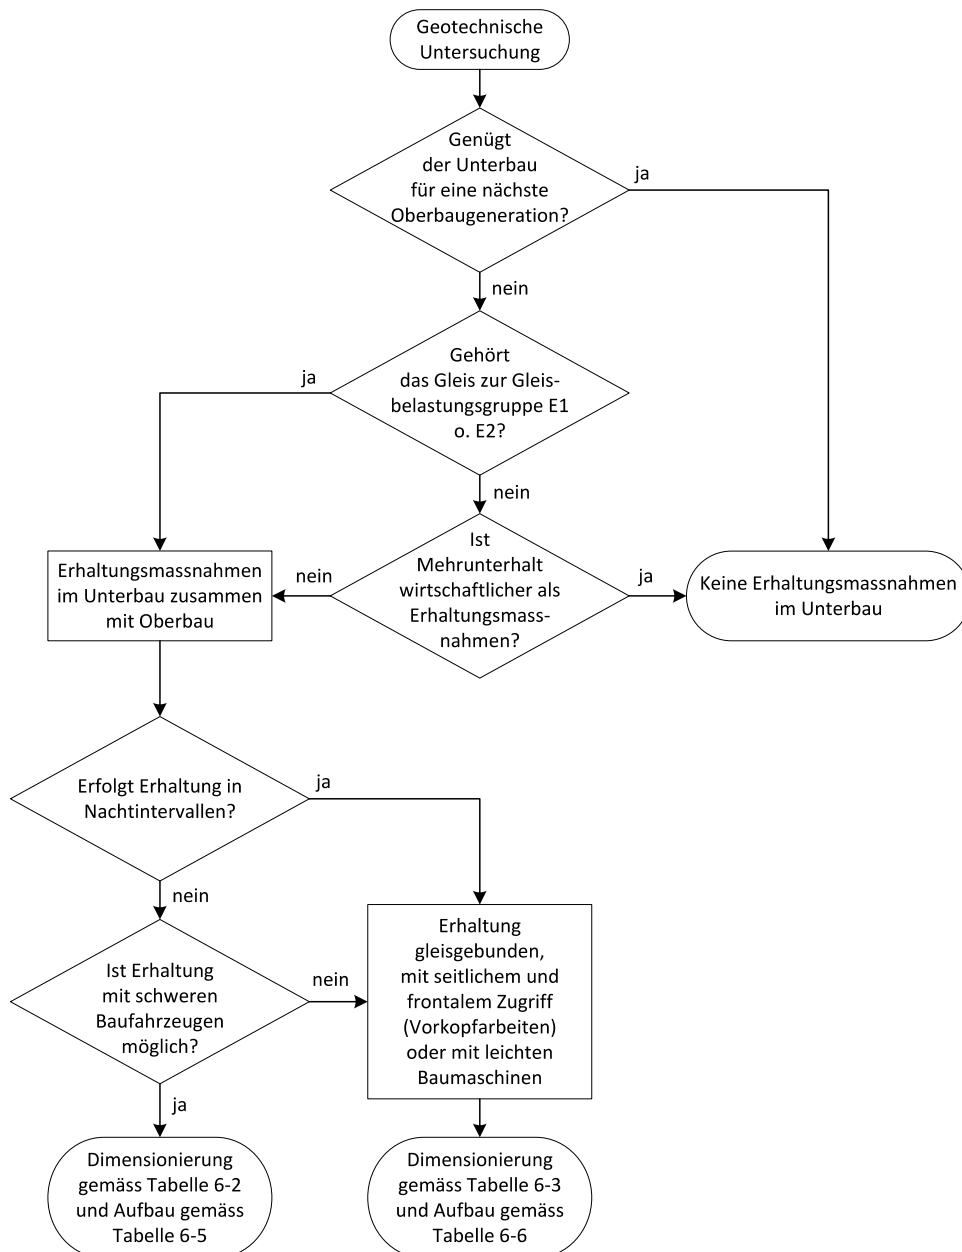 Geotechnische
Untersuchung
Genügt
der Unterbau
für eine nächste
Oberbaugeneration?
ja
nein
Gehört
das Gleis zur Gleis-
belastungsgruppe E1
o. E2?
ja
nein
Ist
Mehrunterhalt
wirtschaftlicher als
Erhaltungsmass-
nahmen?
nein
ja
Erhaltungsmassnahmen
im Unterbau zusammen
mit Oberbau
Keine Erhaltungsmassnahmen
im Unterbau
Erfolgt Erhaltung in
Nachtintervallen?
ja
nein
Ist Erhaltung
mit schweren
Baufahrzeugen
möglich?
nein
ja
Erhaltung
gleisgebunden,
mit seitlichem und
frontalem Zugriff
(Vorkopfarbeiten)
oder mit leichten
Baumaschinen
Dimensionierung
gemäss Tabelle 6-2
und Aufbau gemäss
Tabelle 6-5
Dimensionierung
gemäss Tabelle 6-3
und Aufbau gemäss
Tabelle 6-6